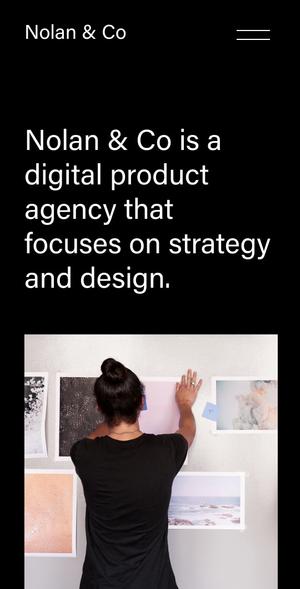 Nolan & Co
Nolan & Co is a
digital product
agency that
focuses on strategy
and design.